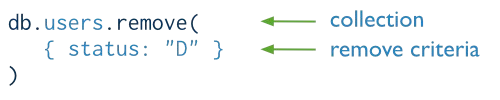 db.users.remove( collection
{ status: "D" } remove criteria
)